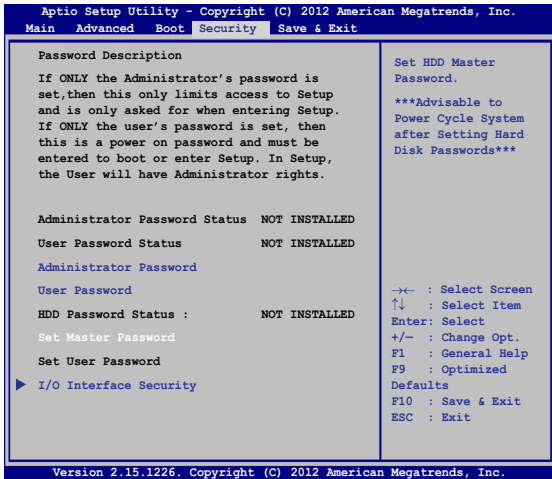 Aptio Setup Utility - Copyright (C) 2012 American Megatrends, Inc.
Main Advanced Boot Security Save & Exit
Password Description
If ONLY the Administrator's password is
set,then this only limits access to Setup
and is only asked for when entering Setup.
If ONLY the user's password is set, then
this is a power on password and must be
entered to boot or enter Setup. In Setup,
the User will have Administrator rights.
Administrator Password Status NOT INSTALLED
User Password Status NOT INSTALLED
Administrator Password
User Password
HDD Password Status : NOT INSTALLED
Set Master Password
Set User Password
I/O Interface Security
Set HDD Master
Password.
***Advisable to
Power Cycle System
after Setting Hard
Disk Passwords***
→← : Select Screen
↑↓ : Select Item
Enter: Select
+/— : Change Opt.
F1 : General Help
F9 : Optimized
Defaults
F10 : Save & Exit
ESC : Exit
Version 2.15.1226. Copyright (C) 2012 American Megatrends, Inc.